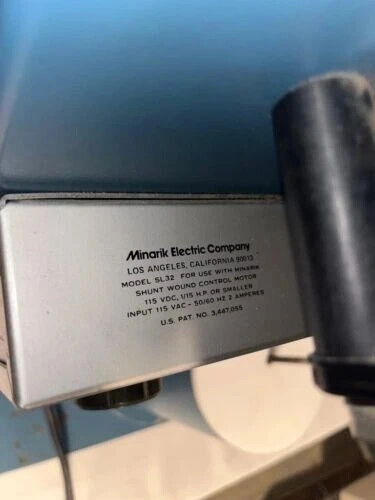 Minarik Electric Company
LOS ANGELES, CALIFORNIA 90013
MODEL SL32 FOR USE WITH MINARIK
SHUNT WOUND CONTROL MOTOR
115 VDC, 1/15 H.P. OR SMALLER
INPUT 115 VAC - 50/60 HZ 2 AMPERES
U.S. PAT. NO. 3,447,055